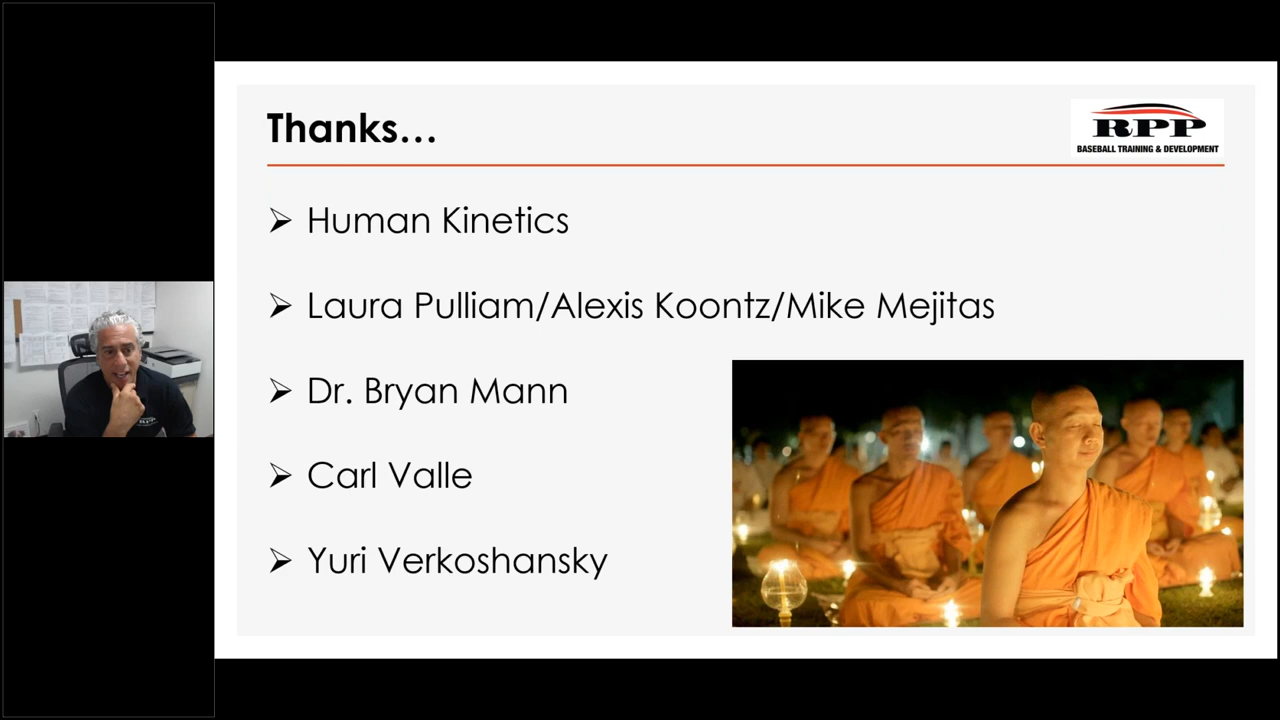 Thanks...
RPP
BASEBALL TRAINING & DEVELOPMENT
Human Kinetics
Laura Pulliam/Alexis Koontz/Mike Mejitas
Dr. Bryan Mann
Carl Valle
Yuri Verkoshansky
RPP